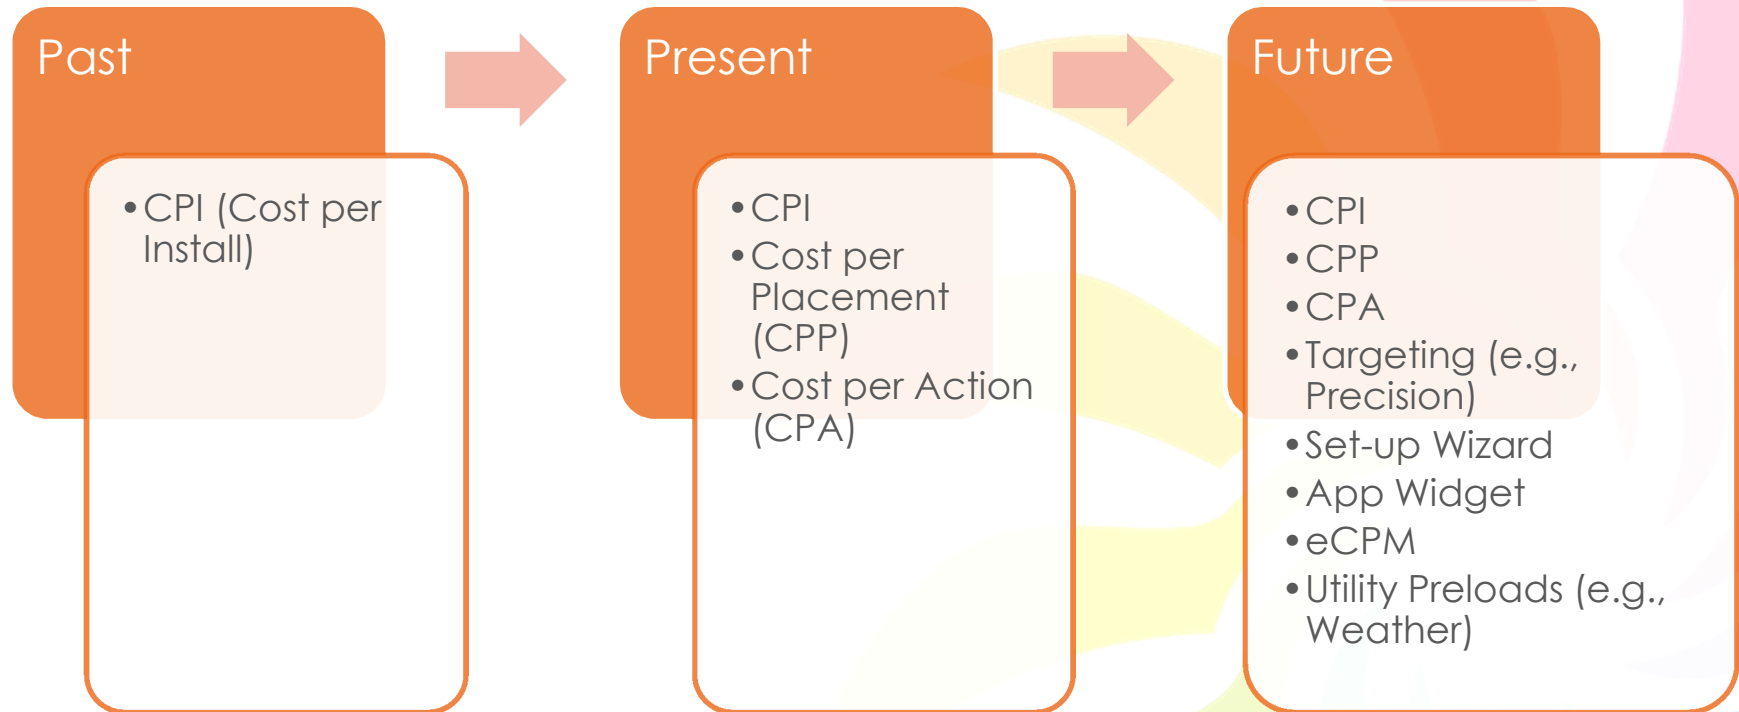 Past
• CPI (Cost per
Install)
Present
• CPI
• Cost per
Placement
(CPP)
• Cost per Action
(CPA)
Future
• CPI
• CPP
• CPA
• Targeting (e.g.,
Precision)
• Set-up Wizard
• App Widget
• eCPM
• Utility Preloads (e.g.,
Weather)